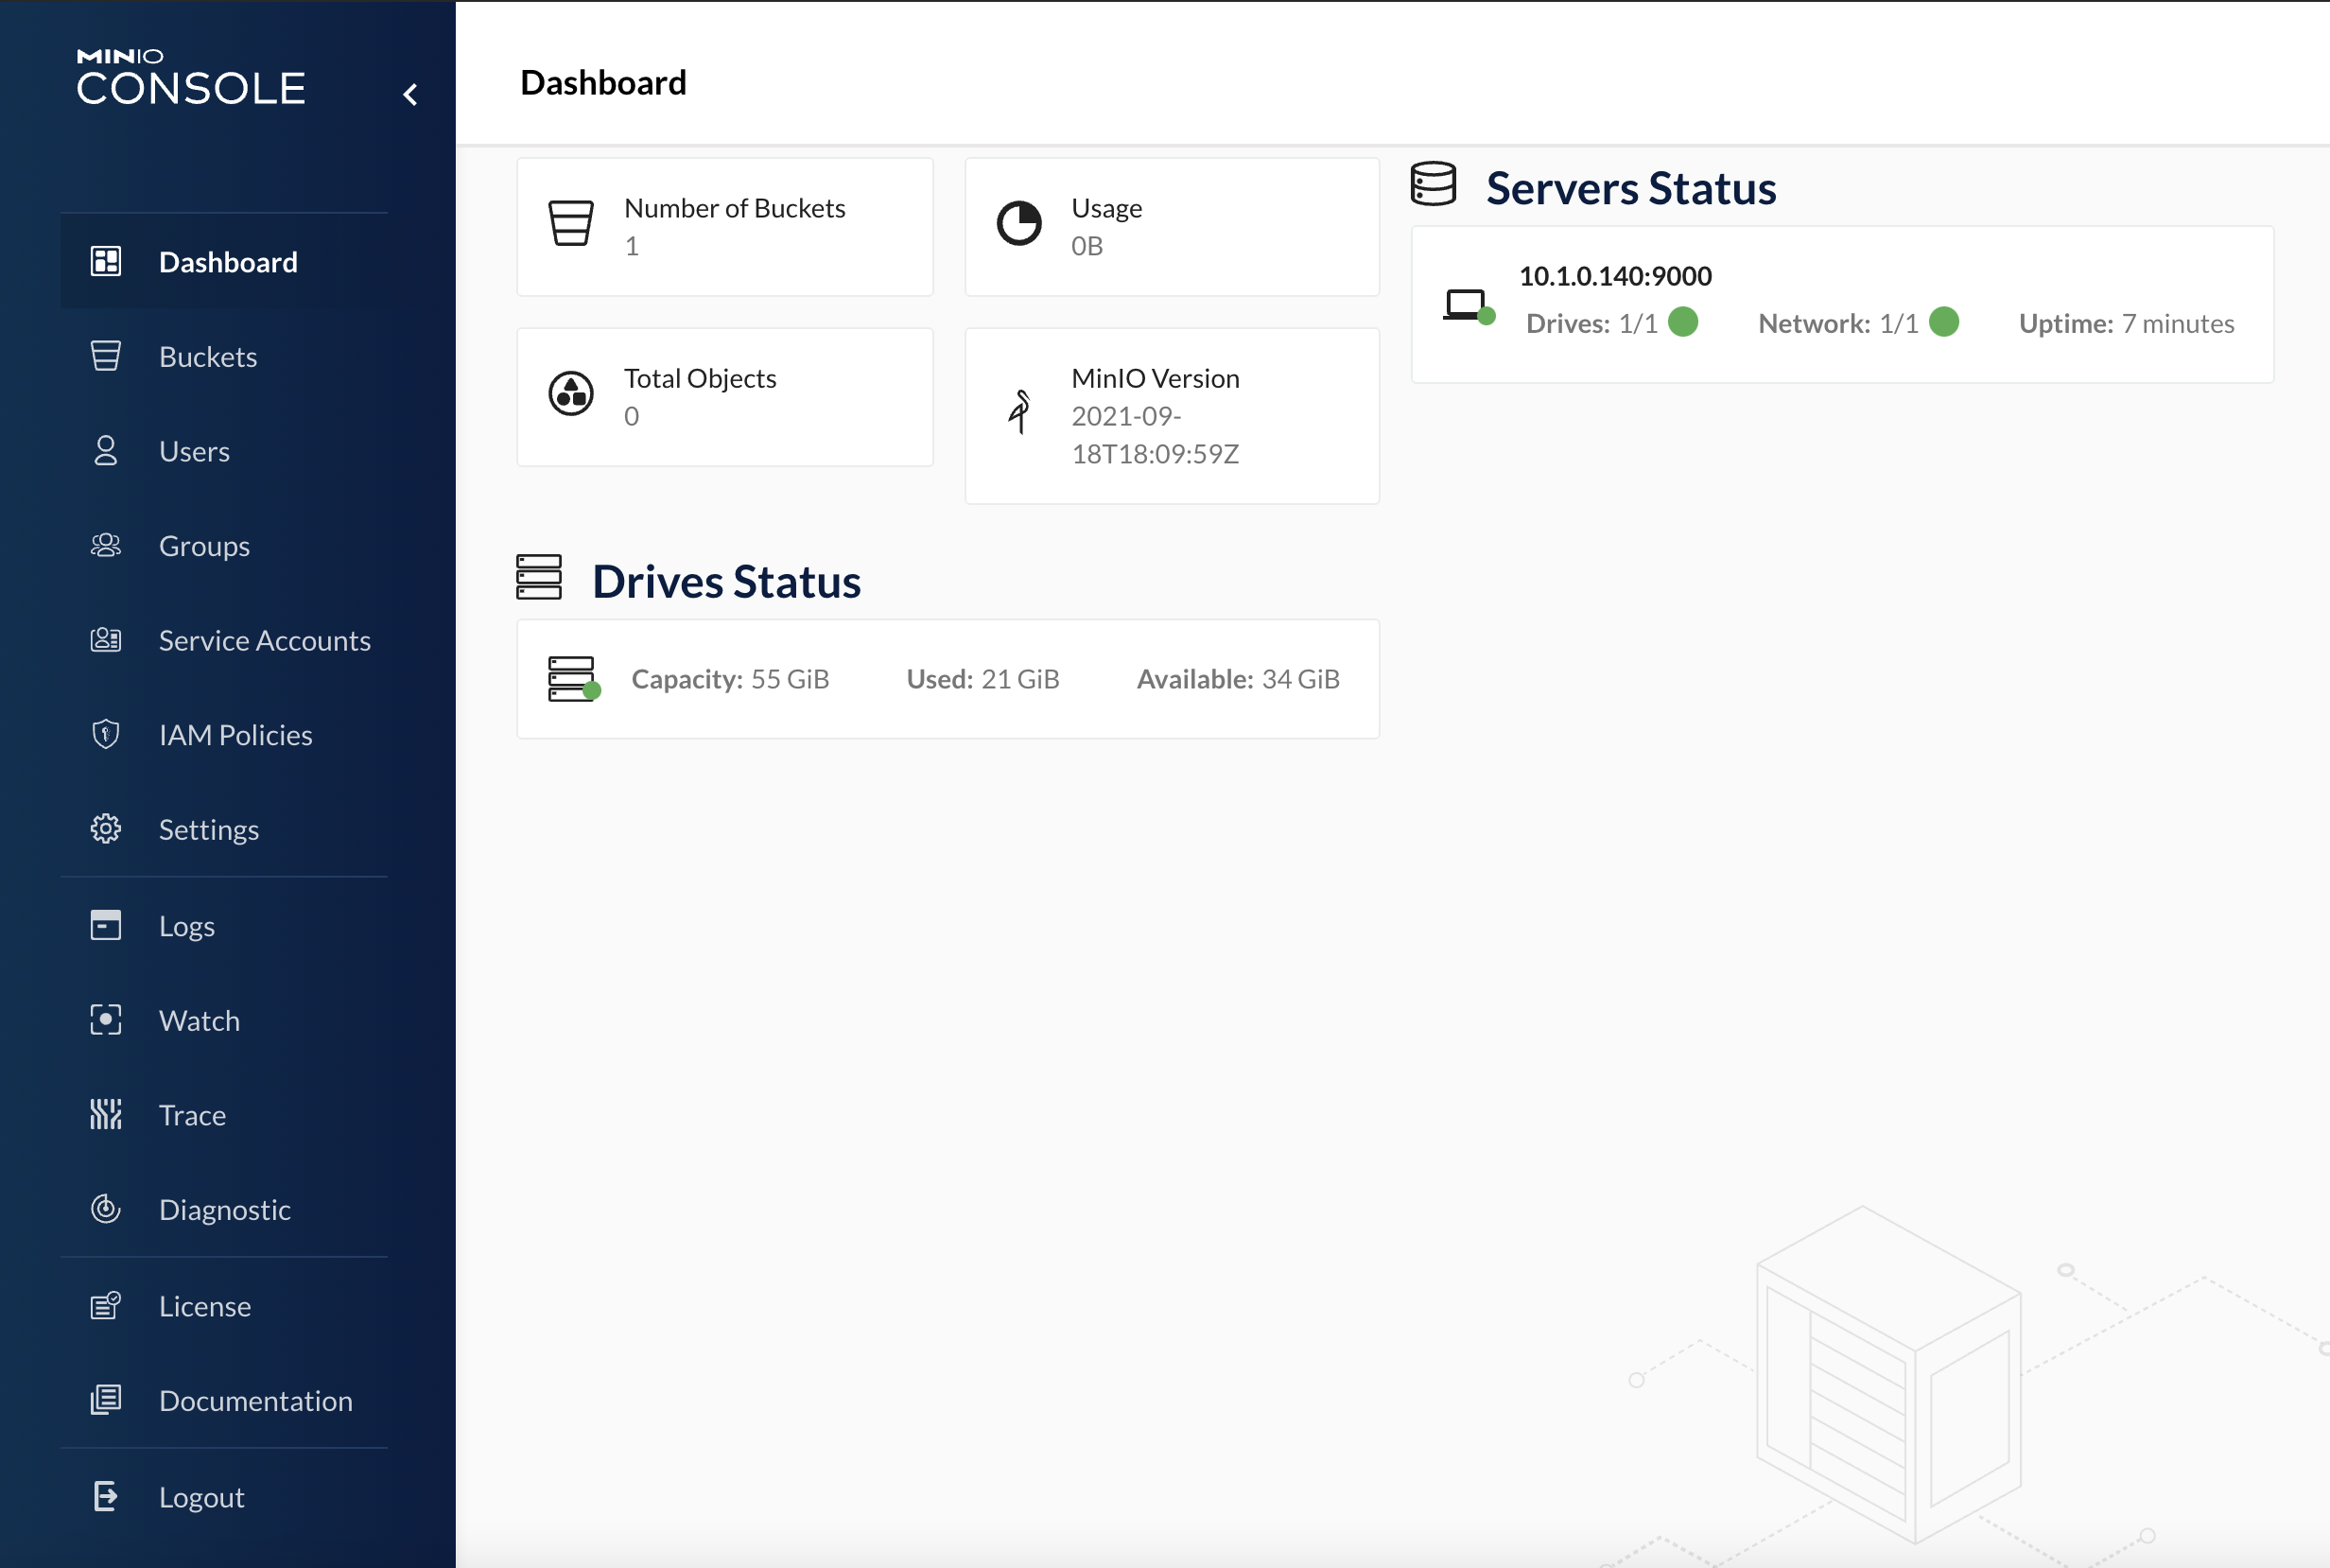 MINIO
CONSOLE
Dashboard
Buckets
Users
Groups
Service Accounts
IAM Policies
Settings
Logs
Watch
Trace
Diagnostic
License
Documentation
Logout
Dashboard
Number of Buckets
1
Usage
0B
Total Objects
0
MinIO Version
2021-09-
18T18:09:59Z
Drives Status
Capacity: 55 GiB Used: 21 GiB Available: 34 GiB
Servers Status
10.1.0.140:9000
Drives: 1/1 Network: 1/1 Uptime: 7 minutes